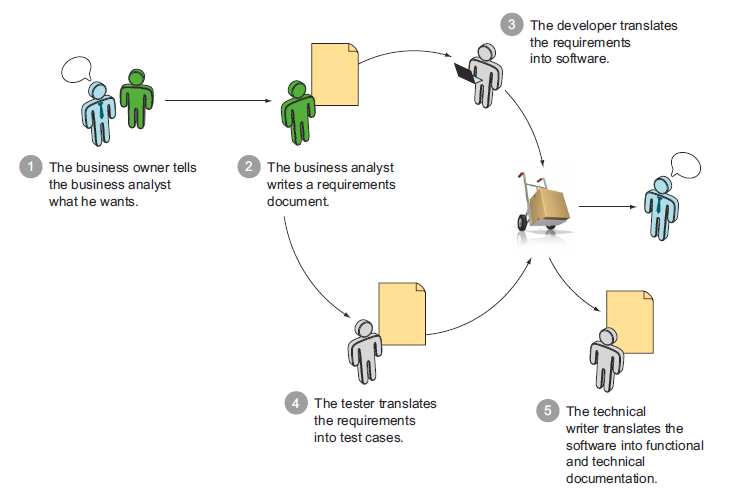 1 The business owner tells
the business analyst
what he wants.
2 The business analyst
writes a requirements
document.
3 The developer translates
the requirements
into software.
4 The tester translates
the requirements
into test cases.
5 The technical
writer translates the
software into functional
and technical
documentation.